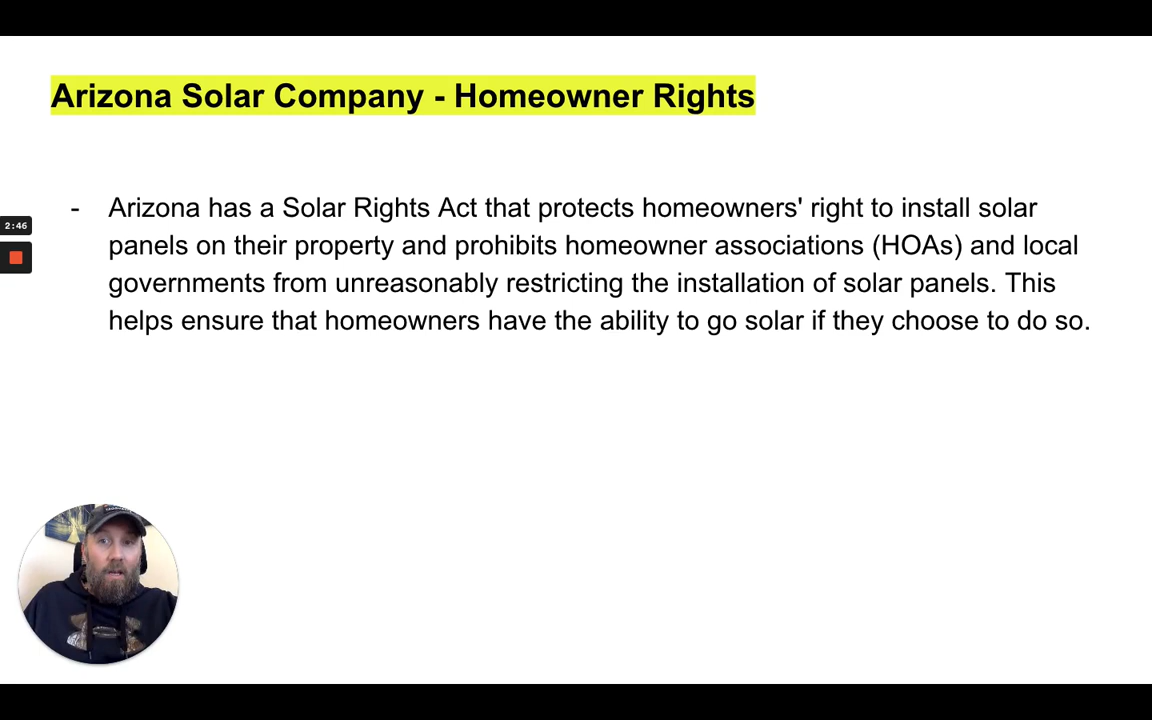 Arizona Solar Company - Homeowner Rights
- Arizona has a Solar Rights Act that protects homeowners' right to install solar
panels on their property and prohibits homeowner associations (HOAs) and local
governments from unreasonably restricting the installation of solar panels. This
helps ensure that homeowners have the ability to go solar if they choose to do so.
2:46